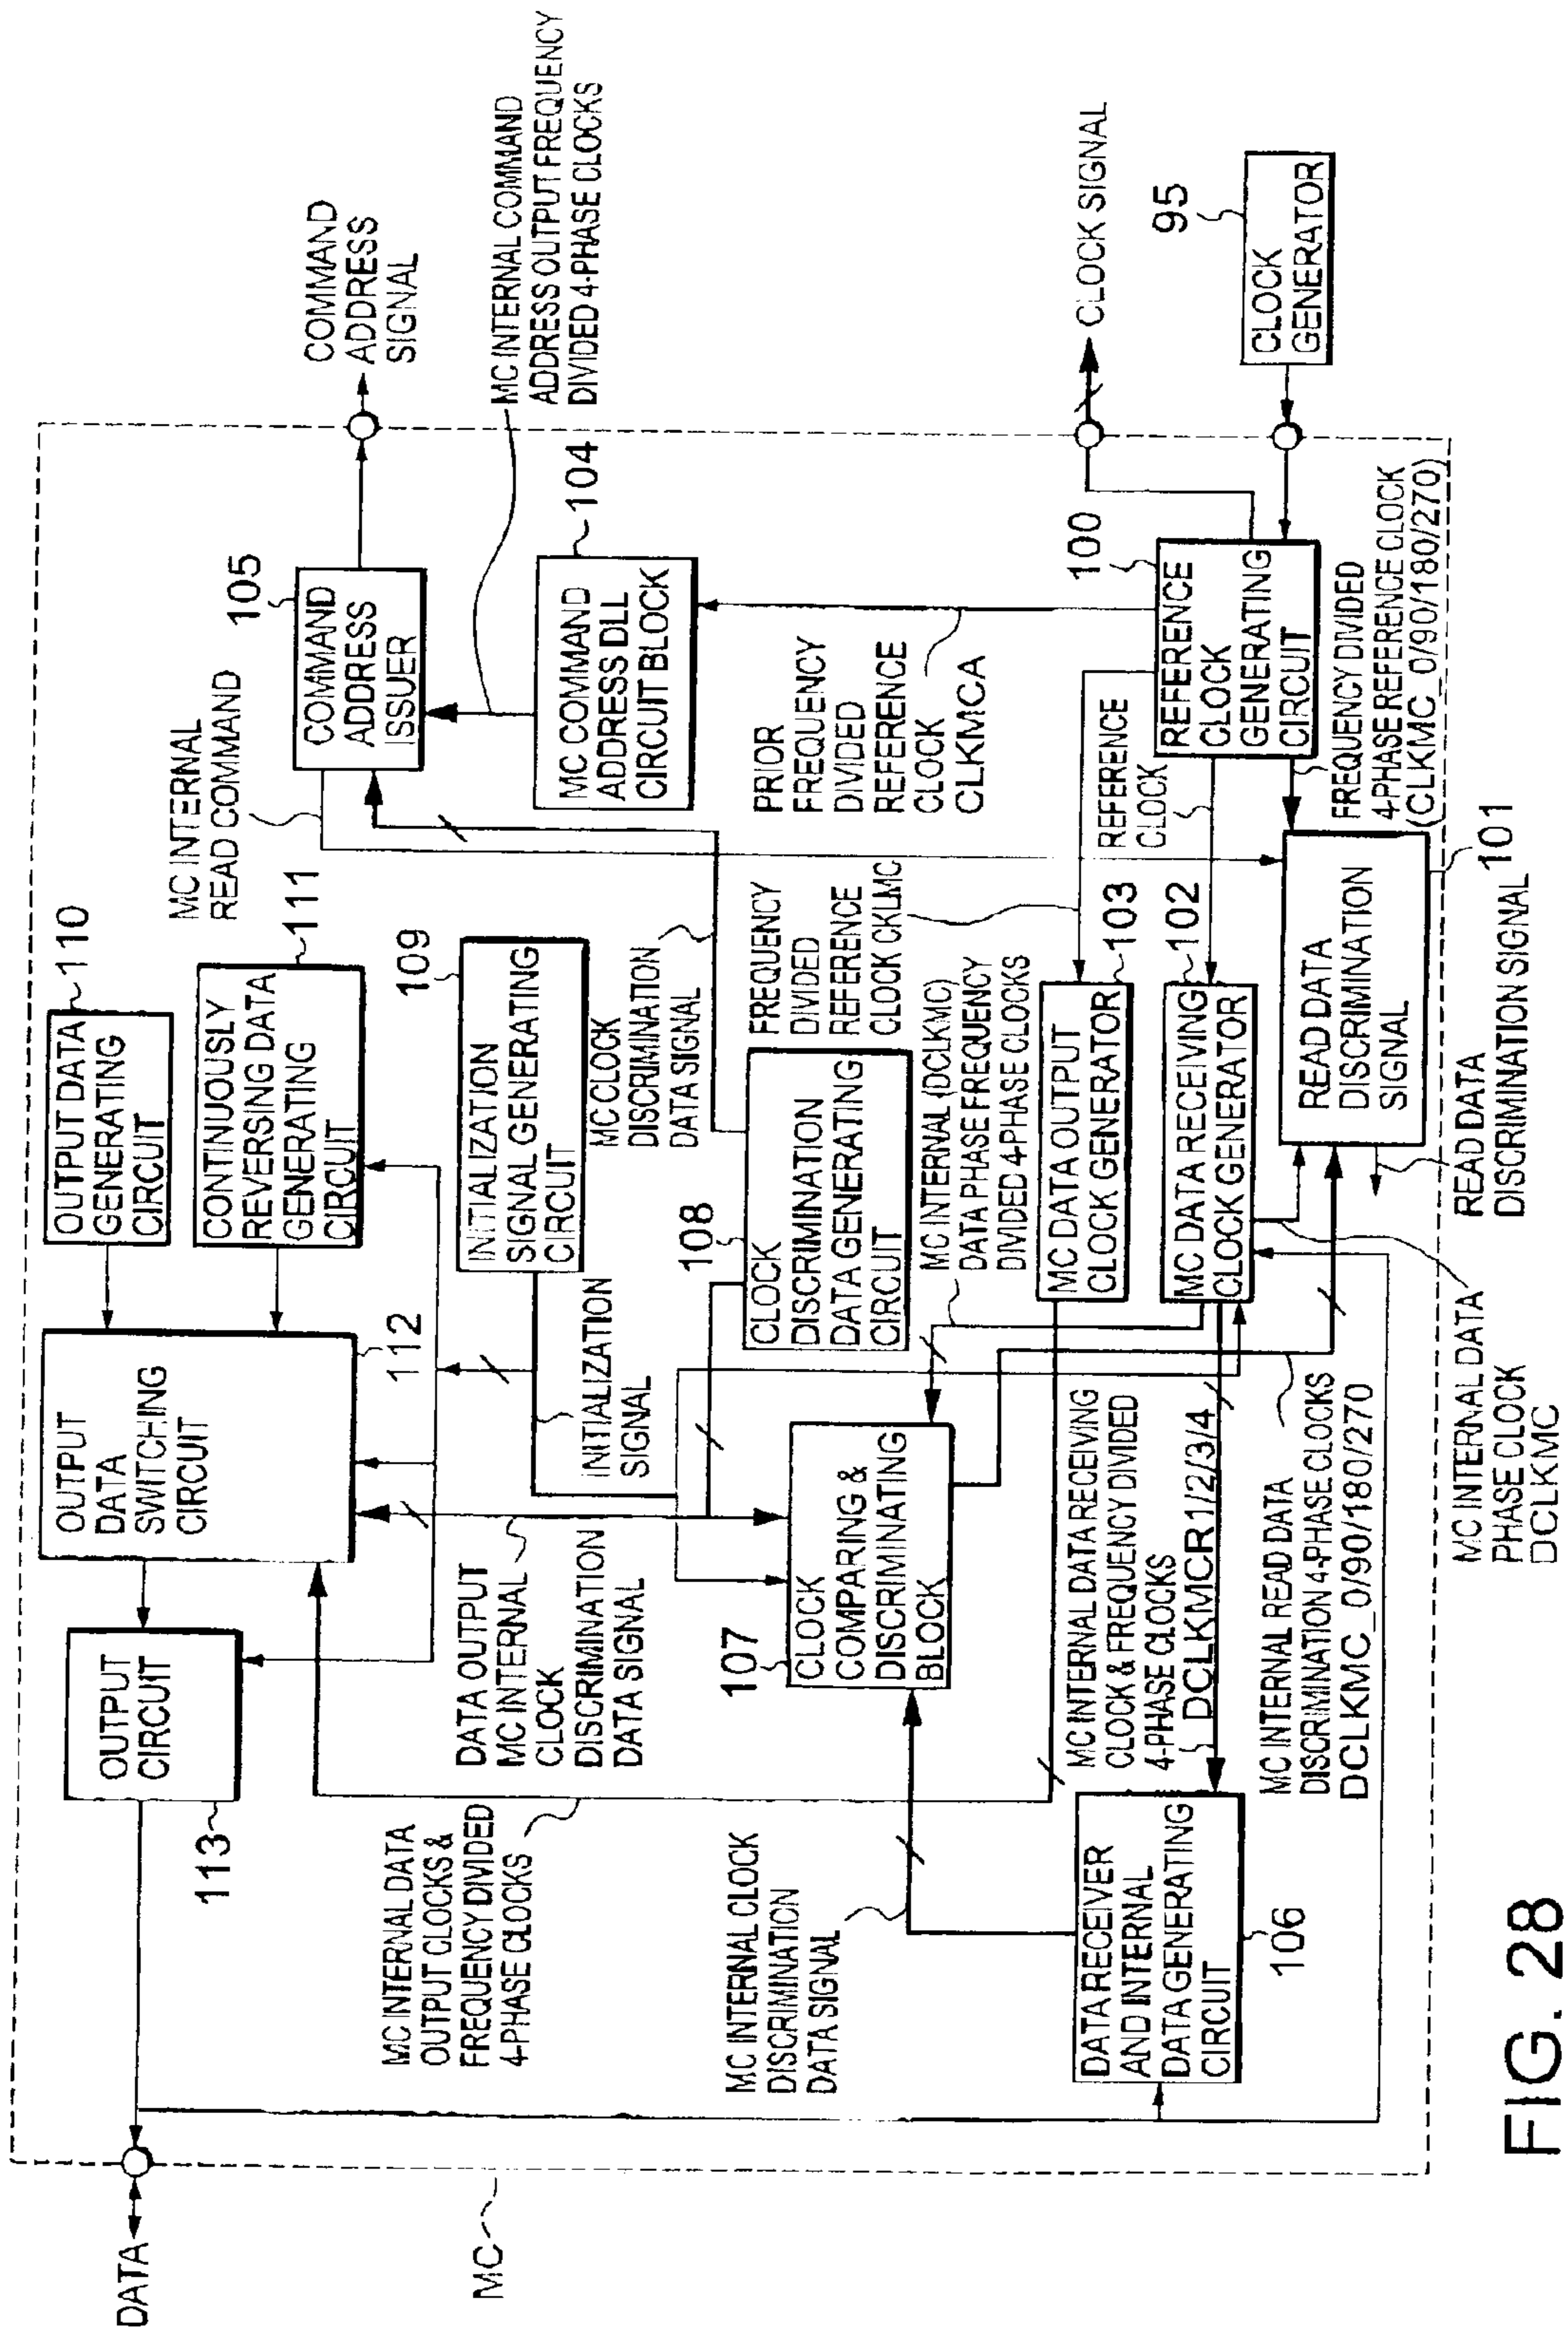 DATA
MC
OUTPUT
CIRCUIT
113
OUTPUT
DATA
SWITCHING
CIRCUIT
112
OUTPUT DATA
GENERATING
CIRCUIT
110
CONTINUOUSLY
REVERSING DATA
GENERATING
CIRCUIT
111
MC INTERNAL
READ COMMAND
COMMAND
ADDRESS
ISSUER
105
COMMAND
ADDRESS
SIGNAL
MC INTERNAL COMMAND
ADDRESS OUTPUT FREQUENCY
DIVIDED 4-PHASE CLOCKS
MC COMMAND
ADDRESS DLL
CIRCUIT BLOCK
104
INITIALIZATION
SIGNAL GENERATING
CIRCUIT
109
INITIALIZATION
SIGNAL
MC CLOCK
DISCRIMINATION
DATA SIGNAL
MC INTERNAL DATA
OUTPUT CLOCKS &
FREQUENCY DIVIDED
4-PHASE CLOCKS
DATA OUTPUT
MC INTERNAL
CLOCK
DISCRIMINATION
DATA SIGNAL
CLOCK
DISCRIMINATION
DATA GENERATING
CIRCUIT
108
CLOCK
COMPARING &
DISCRIMINATING
BLOCK
107
PRIOR
FREQUENCY
DIVIDED
REFERENCE
CLOCK
CLKMCA
FREQUENCY
DIVIDED
REFERENCE
CLOCK CKLMC
MC INTERNAL (DCLKMC)
DATA PHASE FREQUENCY
DIVIDED 4-PHASE CLOCKS
MC INTERNAL CLOCK
DISCRIMINATION
DATA SIGNAL
MC DATA OUTPUT
CLOCK GENERATOR
103
MC DATA RECEIVING
CLOCK GENERATOR
102
REFERENCE
CLOCK
REFERENCE
CLOCK
GENERATING
CIRCUIT
100
CLOCK SIGNAL
CLOCK
GENERATOR
95
DATA RECEIVER
AND INTERNAL
DATA GENERATING
CIRCUIT
106
MC INTERNAL DATA RECEIVING
CLOCK & FREQUENCY DIVIDED
4-PHASE CLOCKS
DCLKMCR1/2/3/4
MC INTERNAL READ DATA
DISCRIMINATION 4-PHASE CLOCKS
DCLKMC_0/90/180/270
READ DATA
DISCRIMINATION
SIGNAL
101
FREQUENCY DIVIDED
4-PHASE REFERENCE CLOCK
(CLKMC_0/90/180/270)
MC INTERNAL DATA
PHASE CLOCK
DCLKMC
READ DATA
DISCRIMINATION SIGNAL
FIG. 28